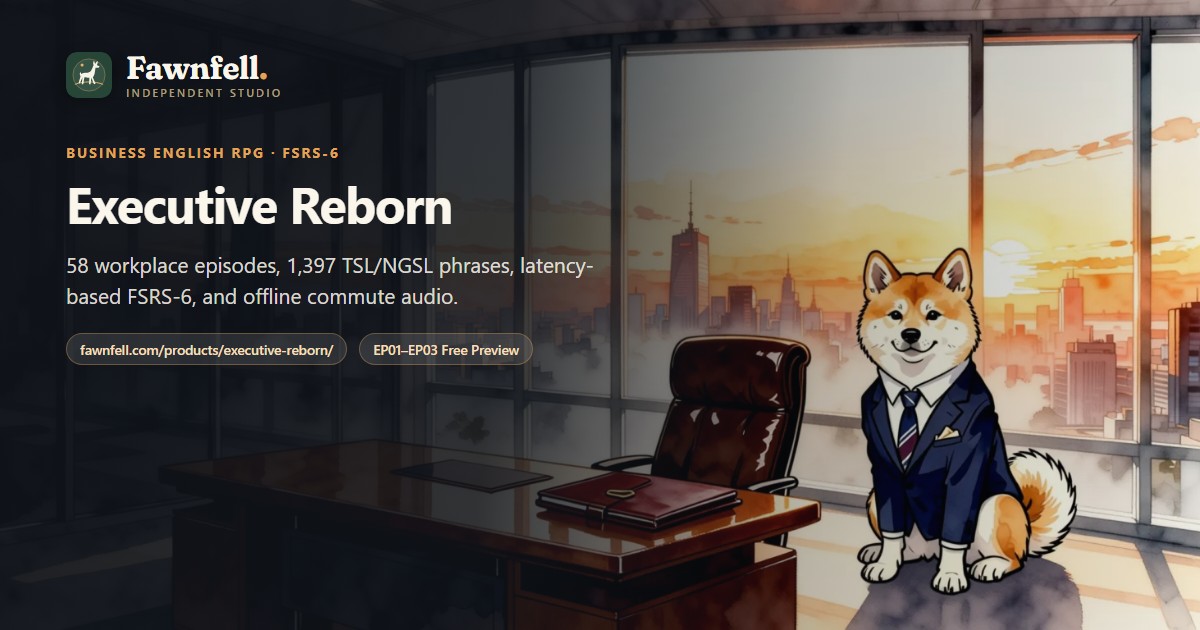 Fawnfell.
INDEPENDENT STUDIO
BUSINESS ENGLISH RPG · FSRS-6
Executive Reborn
58 workplace episodes, 1,397 TSL/NGSL phrases, latency-
based FSRS-6, and offline commute audio.
fawnfell.com/products/executive-reborn/
EP01–EP03 Free Preview